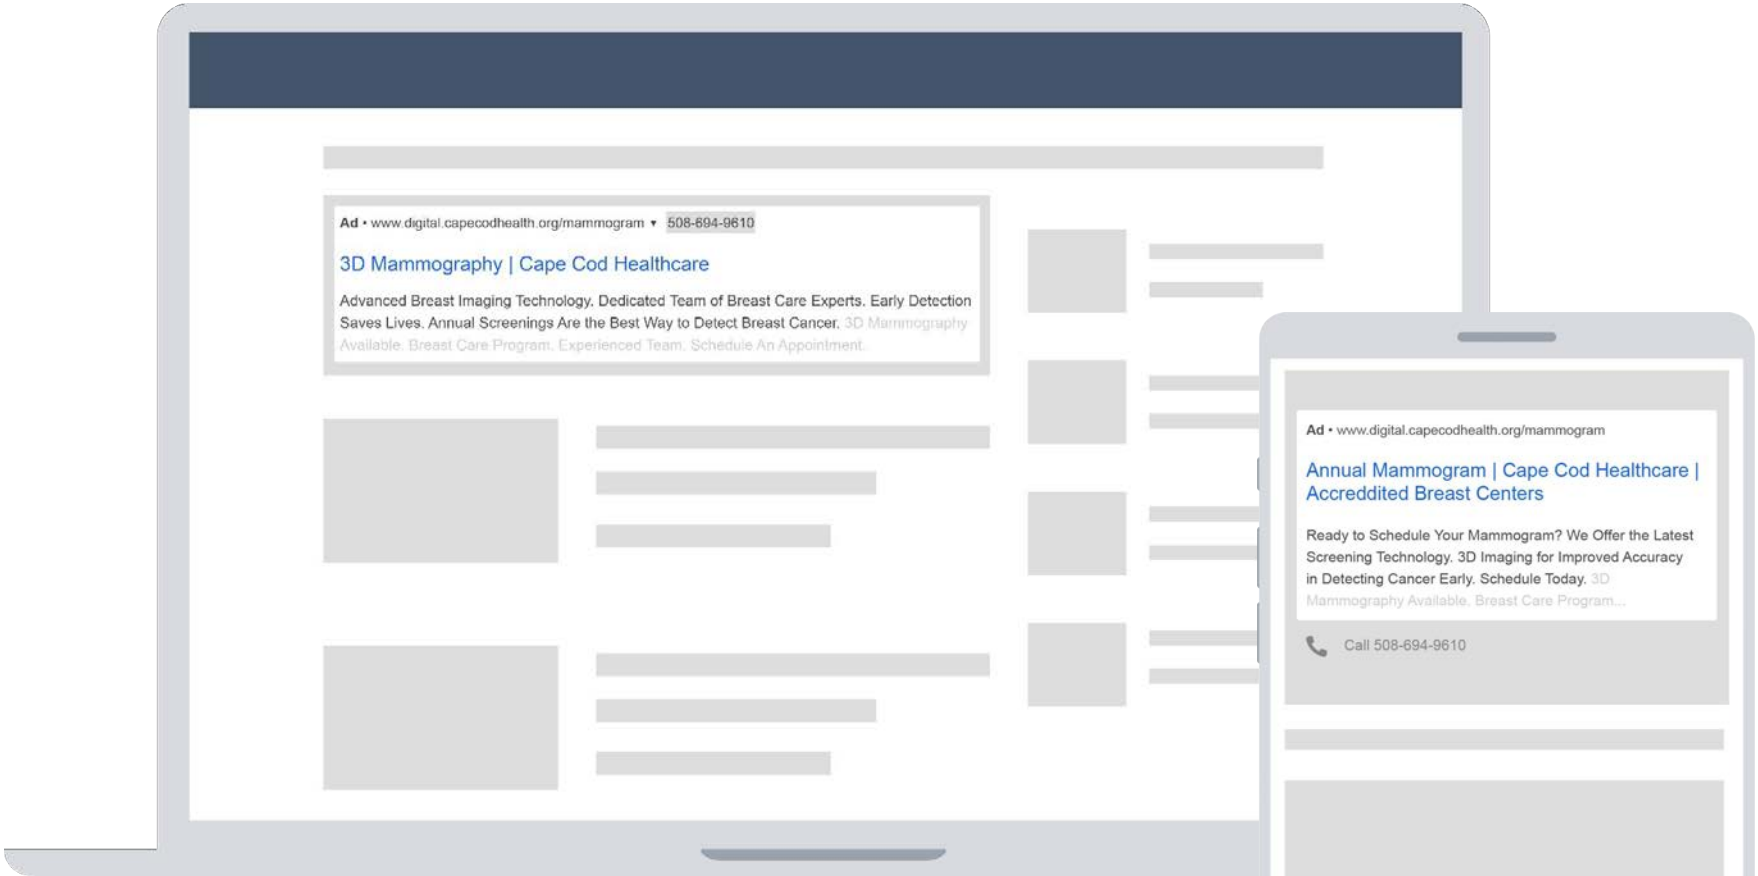 Ad • www.digital.capecodhealth.org/mammogram ▾ 508-694-9610
3D Mammography | Cape Cod Healthcare
Advanced Breast Imaging Technology. Dedicated Team of Breast Care Experts. Early Detection
Saves Lives. Annual Screenings Are the Best Way to Detect Breast Cancer. 3D Mammography
Available. Breast Care Program. Experienced Team. Schedule An Appointment.
Ad • www.digital.capecodhealth.org/mammogram
Annual Mammogram | Cape Cod Healthcare |
Accreddited Breast Centers
Ready to Schedule Your Mammogram? We Offer the Latest
Screening Technology. 3D Imaging for Improved Accuracy
in Detecting Cancer Early. Schedule Today. 3D
Mammography Available. Breast Care Program...
Call 508-694-9610